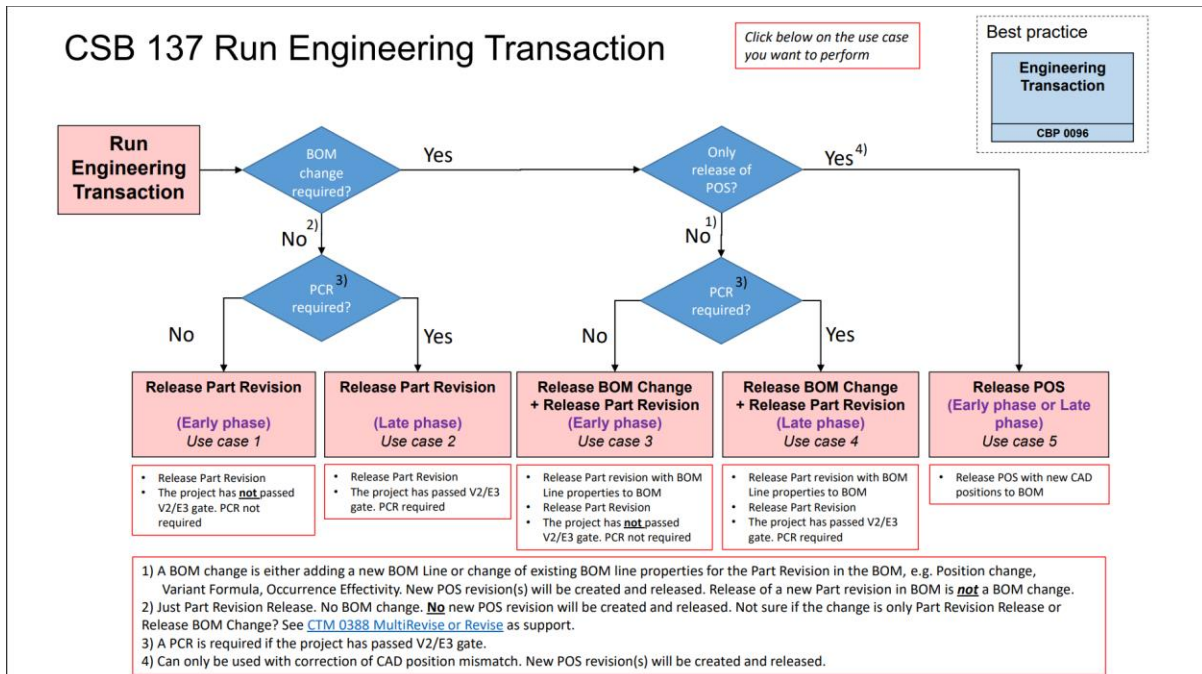 CSB 137 Run Engineering Transaction
Click below on the use case
you want to perform
Best practice
Engineering
Transaction
CBP 0096
Run
Engineering
Transaction
BOM
change
required?
Yes
Only
release of
POS?
Yes4)
No2)
No1)
PCR3)
required?
PCR3)
required?
No
Yes
No
Yes
Release Part Revision
(Early phase)
Use case 1
Release Part Revision
(Late phase)
Use case 2
Release BOM Change
+ Release Part Revision
(Early phase)
Use case 3
Release BOM Change
+ Release Part Revision
(Late phase)
Use case 4
Release POS
(Early phase or Late
phase)
Use case 5
• Release Part Revision
• The project has not passed
V2/E3 gate. PCR not
required
• Release Part Revision
• The project has passed V2/E3
gate. PCR required
• Release Part revision with BOM
Line properties to BOM
• Release Part Revision
• The project has not passed
V2/E3 gate. PCR not required
• Release Part revision with BOM
Line properties to BOM
• Release Part Revision
• The project has passed V2/E3
gate. PCR required
• Release POS with new CAD
positions to BOM
1) A BOM change is either adding a new BOM Line or change of existing BOM line properties for the Part Revision in the BOM, e.g. Position change,
Variant Formula, Occurrence Effectivity. New POS revision(s) will be created and released. Release of a new Part revision in BOM is not a BOM change.
2) Just Part Revision Release. No BOM change. No new POS revision will be created and released. Not sure if the change is only Part Revision Release or
Release BOM Change? See CTM 0388 MultiRevise or Revise as support.
3) A PCR is required if the project has passed V2/E3 gate.
4) Can only be used with correction of CAD position mismatch. New POS revision(s) will be created and released.